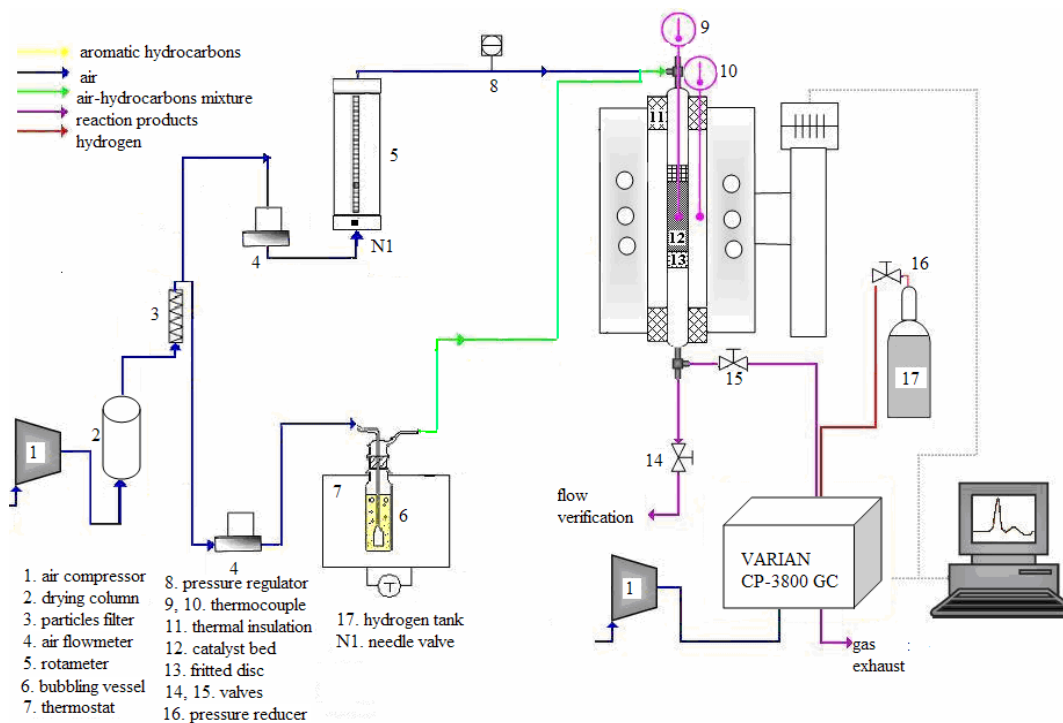 aromatic hydrocarbons
air
air-hydrocarbons mixture
reaction products
hydrogen
9
10
8
5
11
N1
4
12
13
3
16
17
15
2
1
14
7
6
flow
verification
4
VARIAN
CP-3800 GC
1
T
gas
exhaust
1. air compressor
2. drying column
3. particles filter
4. air flowmeter
5. rotameter
6. bubbling vessel
7. thermostat
8. pressure regulator
9, 10. thermocouple
11. thermal insulation
12. catalyst bed
13. fritted disc
14, 15. valves
16. pressure reducer
17. hydrogen tank
N1. needle valve